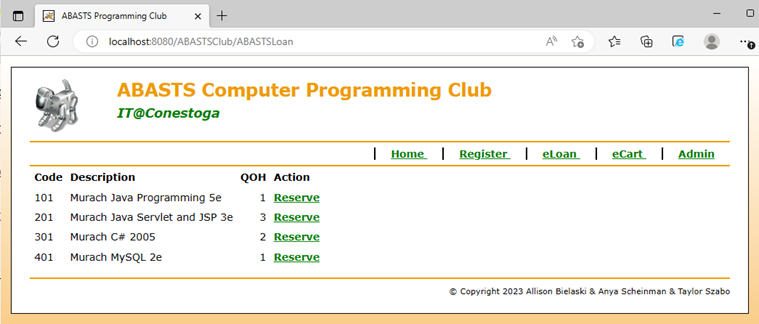 ABASTS Programming Club
localhost:8080/ABASTSClub/ABASTSLoan
ABASTS Computer Programming Club
IT@Conestoga
| Home | Register | eLoan | eCart | Admin
Code Description QOH Action
101 Murach Java Programming 5e 1 Reserve
201 Murach Java Servlet and JSP 3e 3 Reserve
301 Murach C# 2005 2 Reserve
401 Murach MySQL 2e 1 Reserve
© Copyright 2023 Allison Bielaski & Anya Scheinman & Taylor Szabo